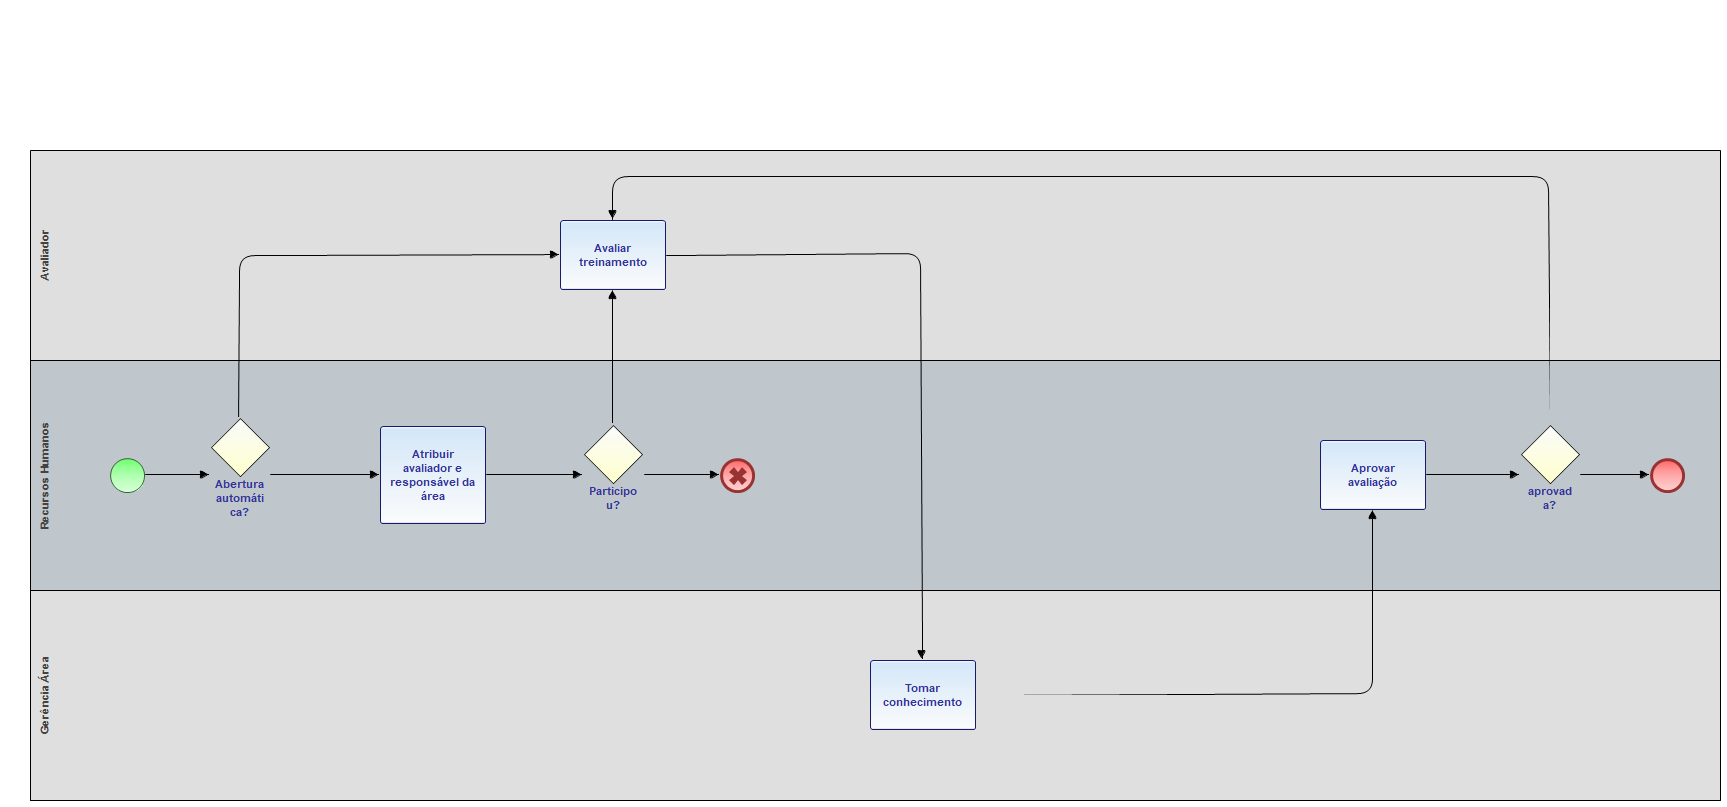 Avaliador
Avaliar
treinamento
Recursos Humanos
Abertura
automáti
ca?
Atribuir
avaliador e
responsável da
área
Participo
u?
Aprovar
avaliação
aprovad
a?
Gerência Área
Tomar
conhecimento